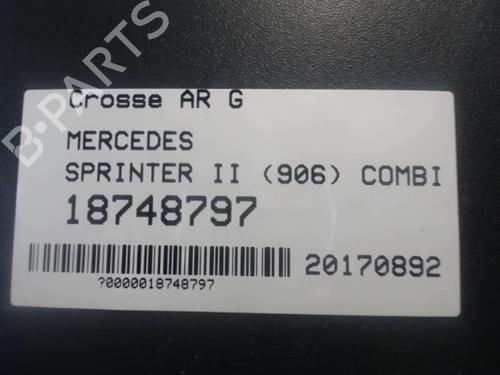 B-PARTS
Crosse AR G
MERCEDES
SPRINTER II (906) COMBI
18748797
20170892
?0000018748797